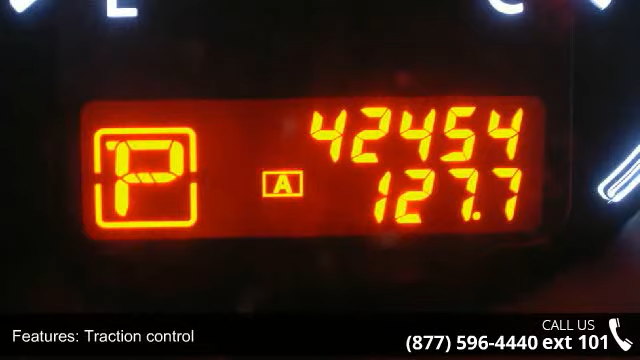 E C
P
A
42454
127.7
Features: Traction control
CALL US
(877) 596-4440 ext 101